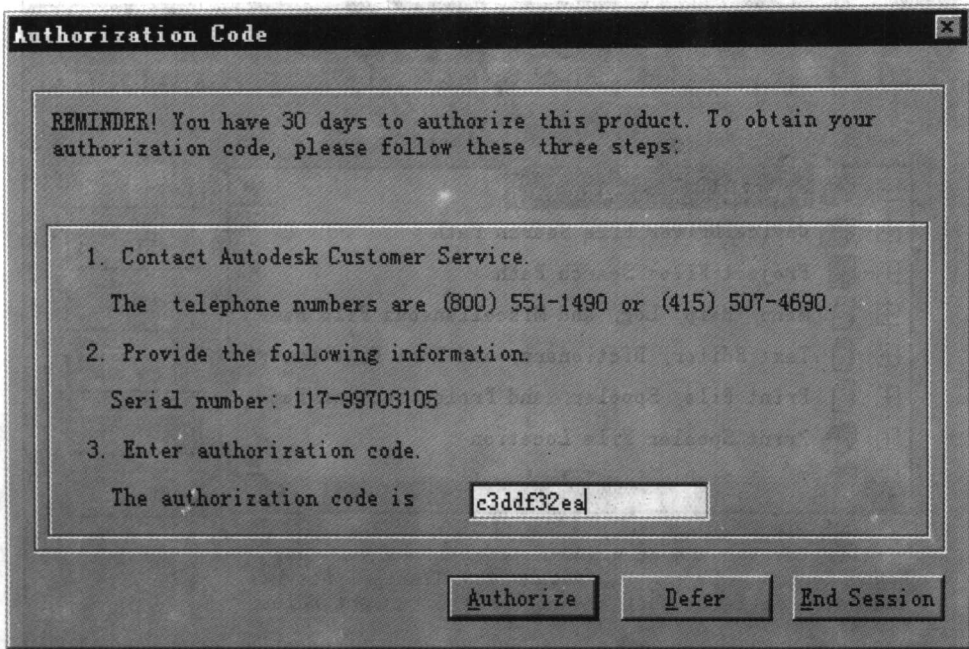 Authorization Code
REMINDER! You have 30 days to authorize this product. To obtain your
authorization code, please follow these three steps:
1. Contact Autodesk Customer Service.
The telephone numbers are (800) 551-1490 or (415) 507-4690.
2. Provide the following information.
Serial number: 117-99703105
3. Enter authorization code.
The authorization code is c3ddf32ea
Authorize Defer End Session